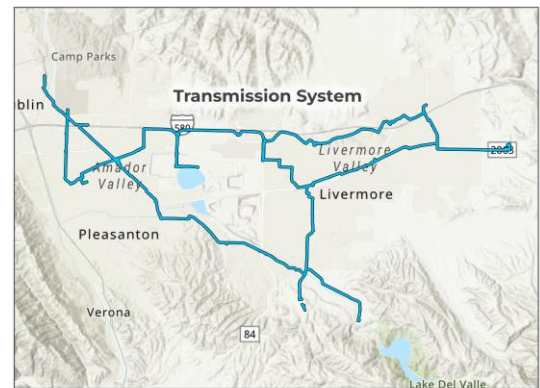 Camp Parks
Transmission System
blin
580
Livermore
Valley
Amador
Valley
Livermore
Pleasanton
Verona
84
Lake Del Valle